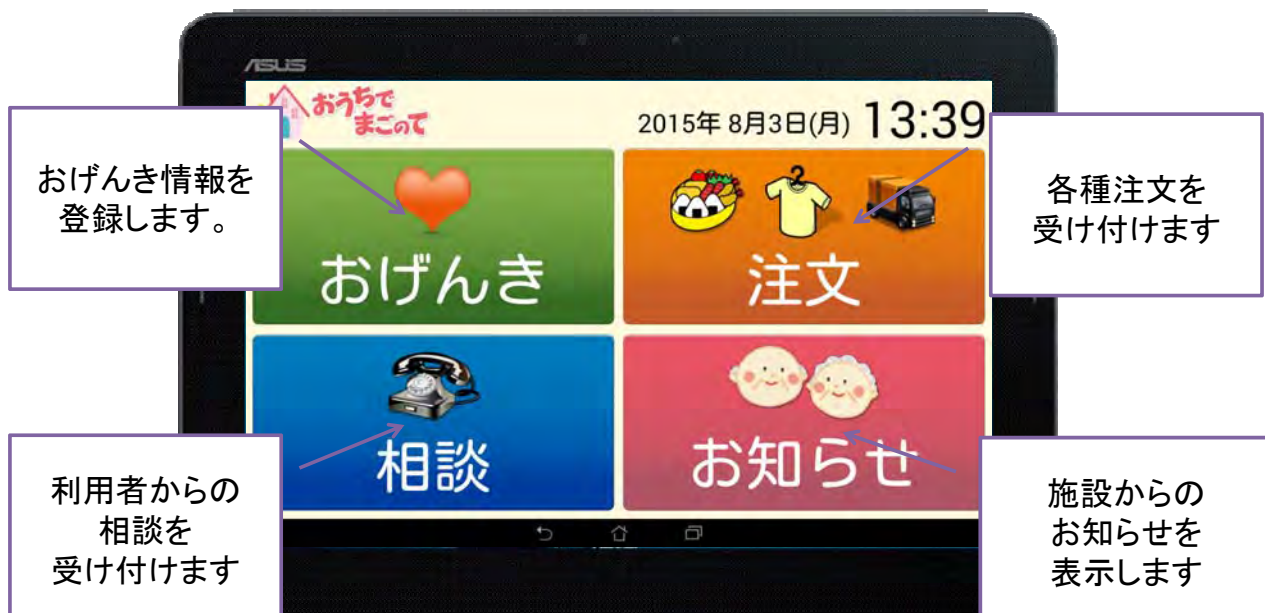 ASUS
おうちで
まごのて
2015年 8月3日(月) 13:39
おげんき情報を
登録します。
各種注文を
受け付けます
おげんき
注文
相談
お知らせ
利用者からの
相談を
受け付けます
施設からの
お知らせを
表示します